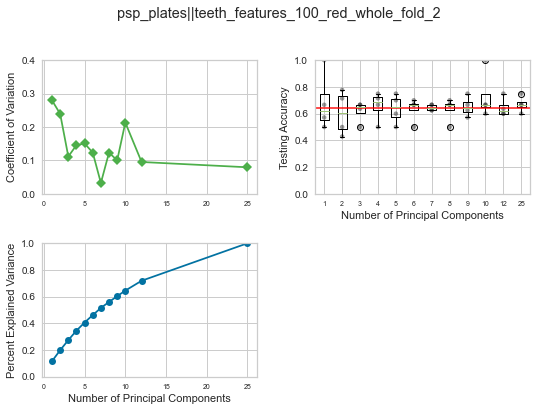 psp_plates||teeth_features_100_red_whole_fold_2
Coefficient of Variation
0.4
0.3
0.2
0.1
0.0
0 5 10 15 20 25
Testing Accuracy
1.0
0.8
0.6
0.4
0.2
0.0
1 2 3 4 5 6 7 8 9 10 12 25
Number of Principal Components
Percent Explained Variance
1.0
0.8
0.6
0.4
0.2
0.0
0 5 10 15 20 25
Number of Principal Components